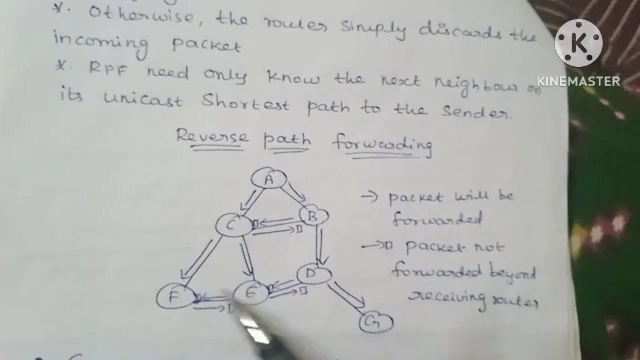 *. Otherwise, the router simply discards the
incoming packet
*. RPF need only know the next neighbour on
its unicast shortest path to the sender.
Reverse path forwarding
A
C
B
F
E
D
G
→ packet will be
forwarded
→▯ packet not
forwarded beyond
receiving router
K
KINEMASTER